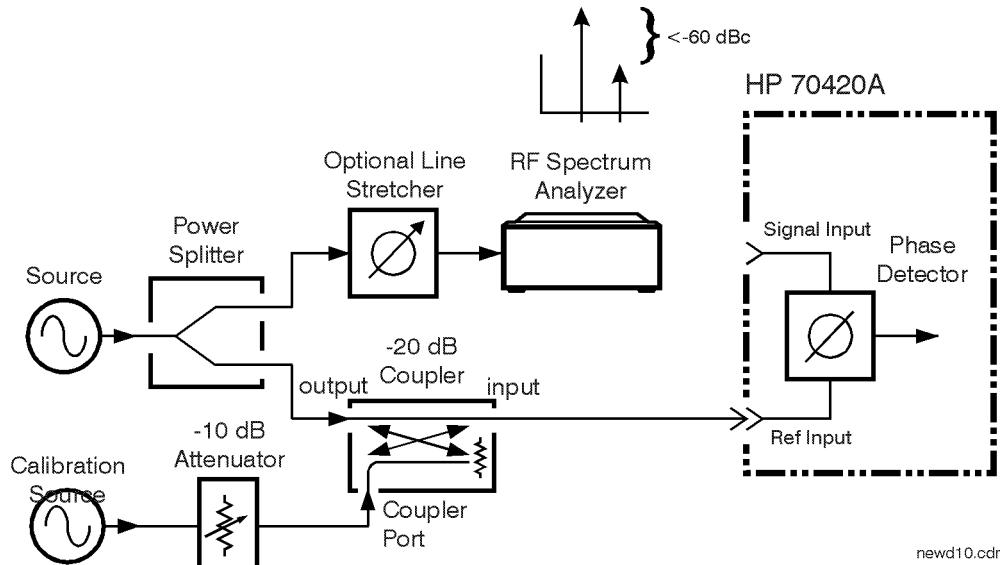 <-60 dBc
HP 70420A
Optional Line
Stretcher
RF Spectrum
Analyzer
Power
Splitter
Signal Input
Phase
Detector
Source
-20 dB
Coupler
output
input
-10 dB
Attenuator
Ref Input
Calibration
Source
Coupler
Port
newd10.cdr